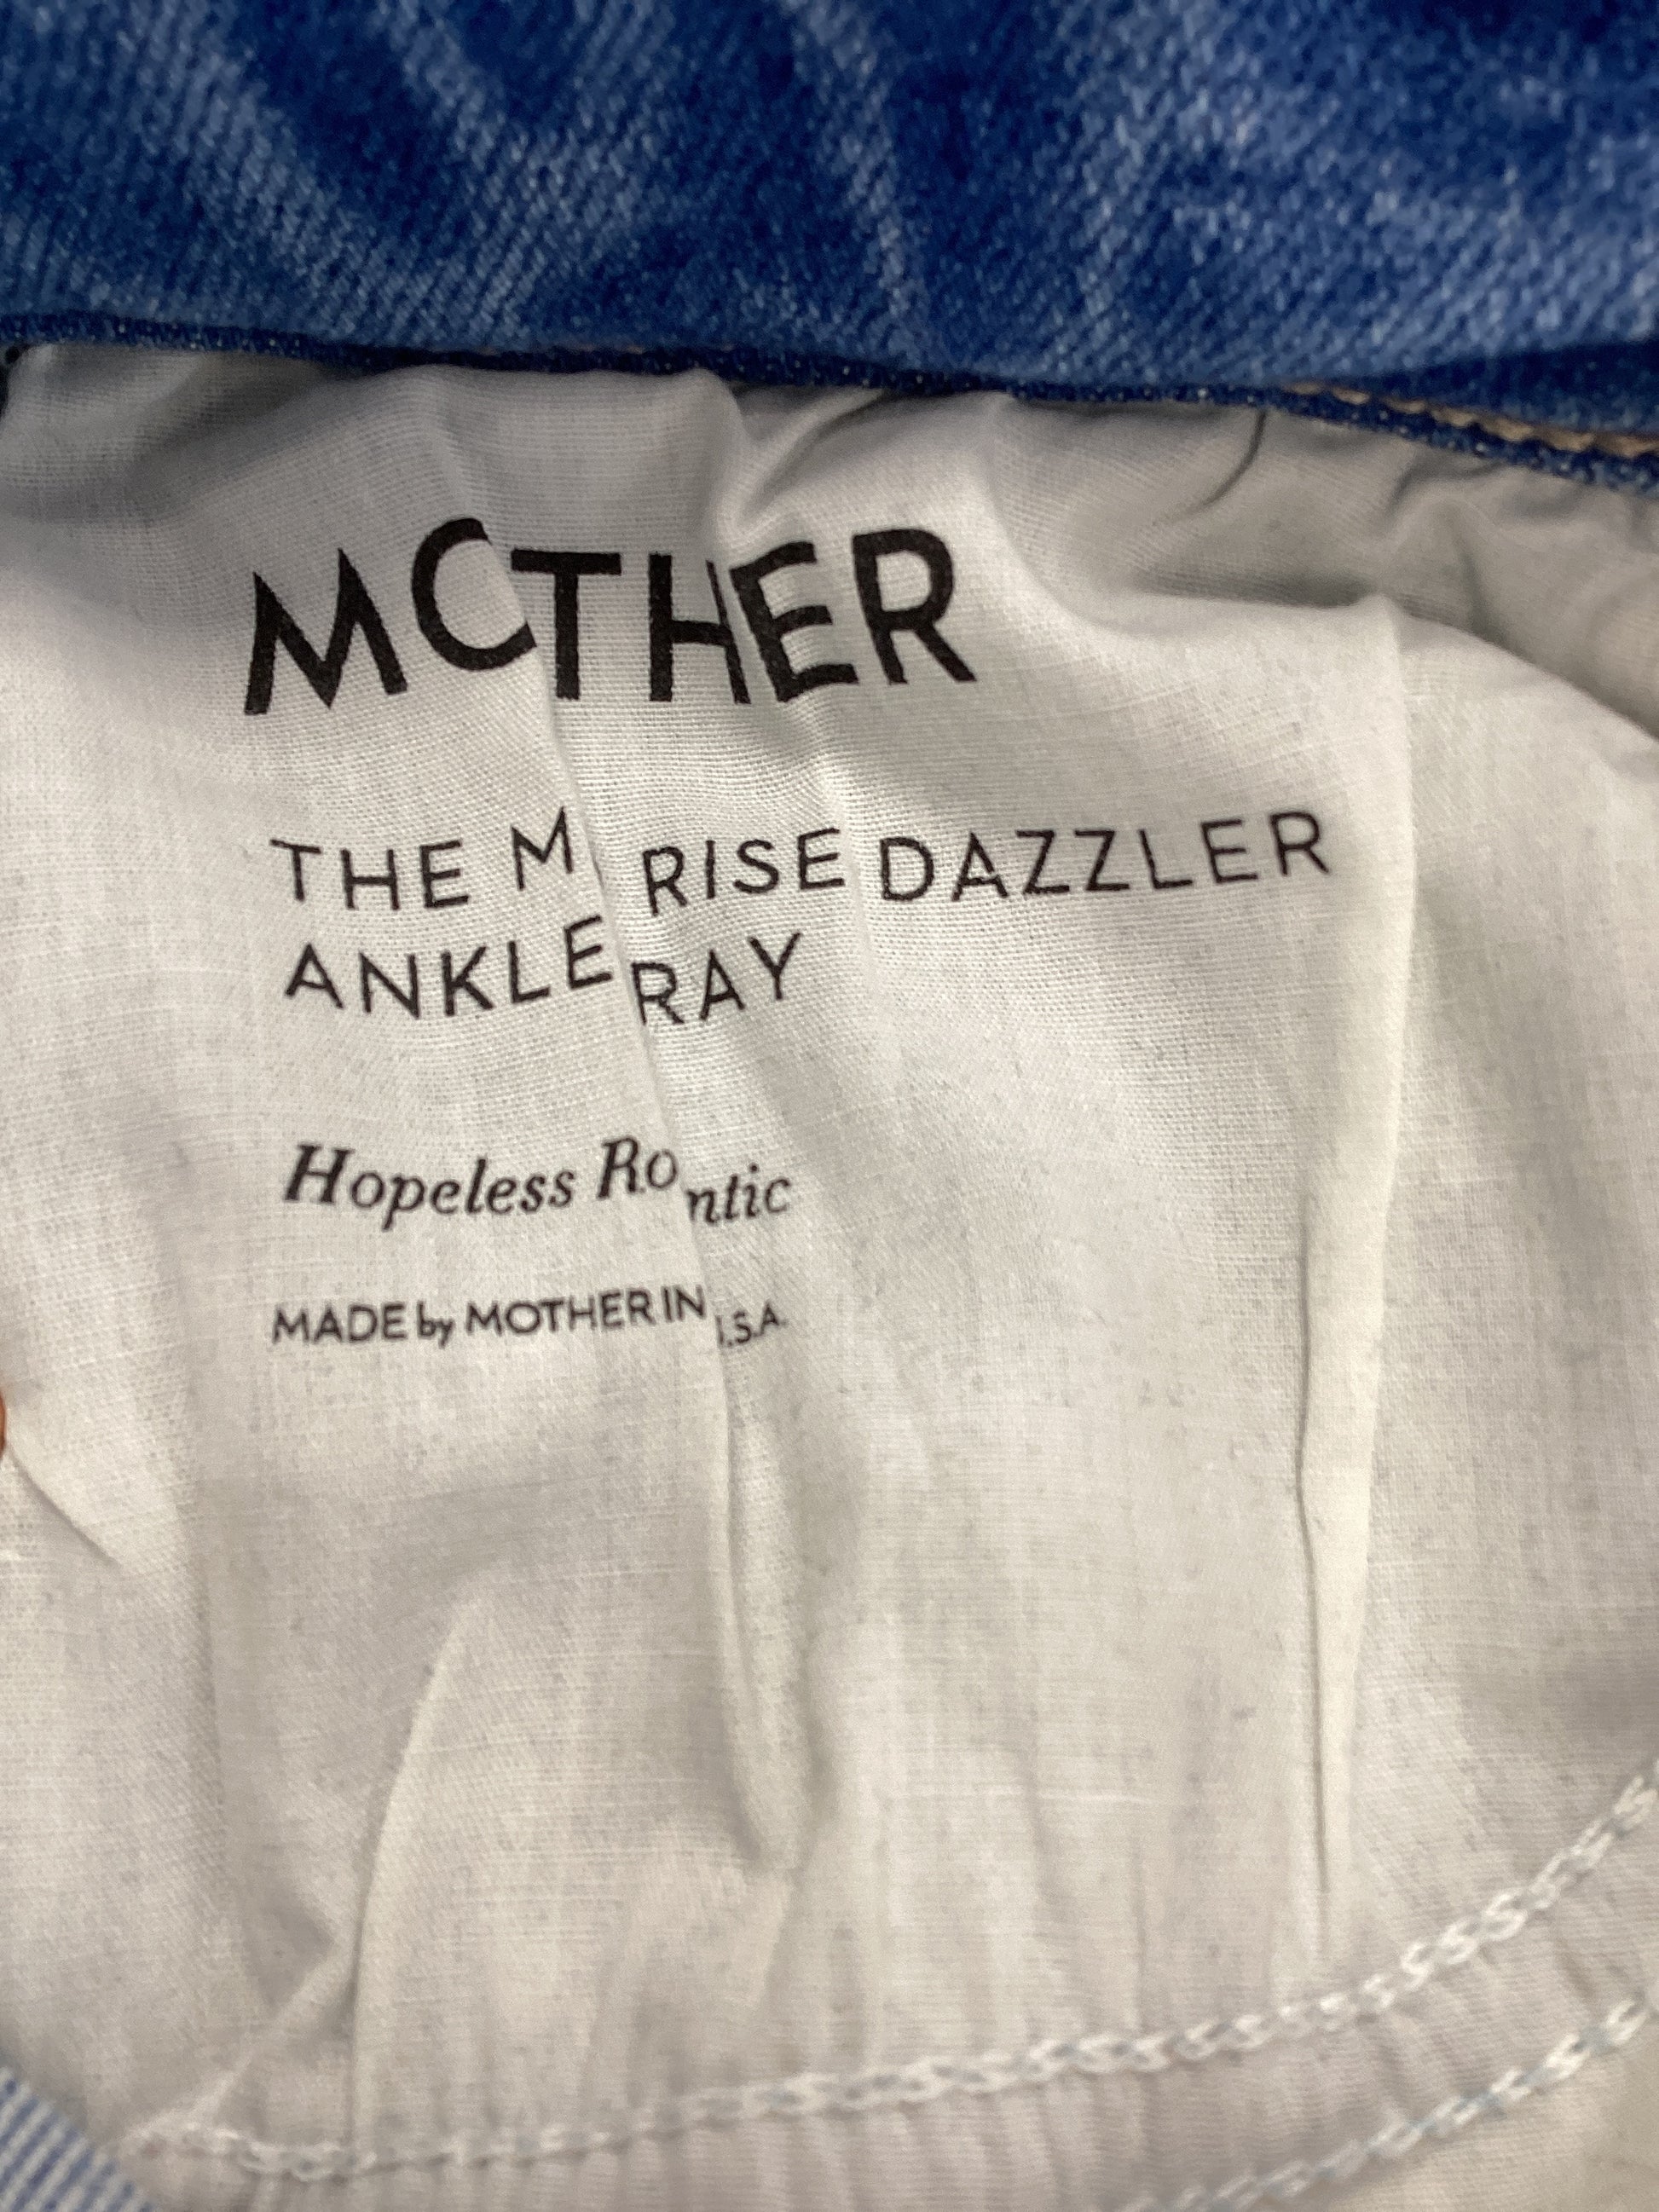 MOTHER
THE M RISE DAZZLER
ANKLE RAY
Hopeless Ro ntic
MADE by MOTHER IN .S.A.